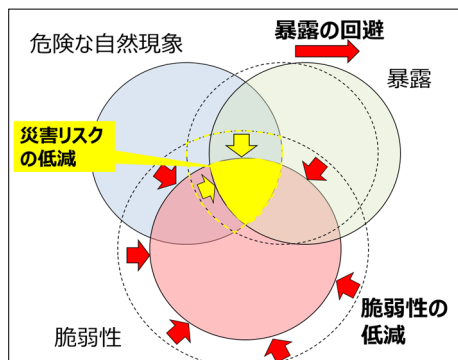 危険な自然現象
暴露の回避
暴露
災害リスク
の低減
脆弱性
脆弱性の
低減